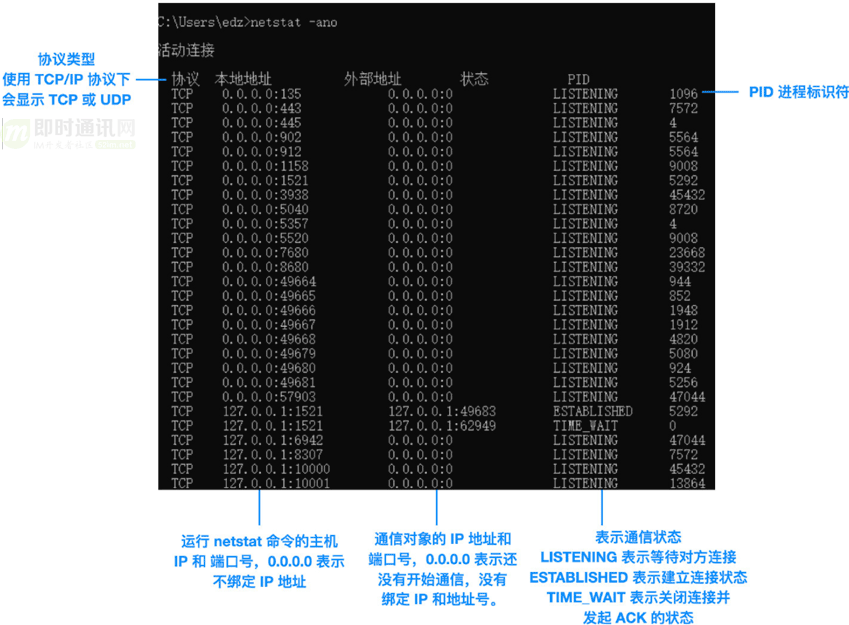 C:\Users\edz>netstat -ano
活动连接
协议 本地地址 外部地址 状态 PID
TCP 0.0.0.0:135 0.0.0.0:0 LISTENING 1096
TCP 0.0.0.0:443 0.0.0.0:0 LISTENING 7572
TCP 0.0.0.0:445 0.0.0.0:0 LISTENING 4
TCP 0.0.0.0:902 0.0.0.0:0 LISTENING 5564
TCP 0.0.0.0:912 0.0.0.0:0 LISTENING 5564
TCP 0.0.0.0:1158 0.0.0.0:0 LISTENING 9008
TCP 0.0.0.0:1521 0.0.0.0:0 LISTENING 5292
TCP 0.0.0.0:3938 0.0.0.0:0 LISTENING 45432
TCP 0.0.0.0:5040 0.0.0.0:0 LISTENING 8720
TCP 0.0.0.0:5357 0.0.0.0:0 LISTENING 4
TCP 0.0.0.0:5520 0.0.0.0:0 LISTENING 9008
TCP 0.0.0.0:7680 0.0.0.0:0 LISTENING 23668
TCP 0.0.0.0:8680 0.0.0.0:0 LISTENING 39332
TCP 0.0.0.0:49664 0.0.0.0:0 LISTENING 944
TCP 0.0.0.0:49665 0.0.0.0:0 LISTENING 852
TCP 0.0.0.0:49666 0.0.0.0:0 LISTENING 1948
TCP 0.0.0.0:49667 0.0.0.0:0 LISTENING 1912
TCP 0.0.0.0:49668 0.0.0.0:0 LISTENING 4820
TCP 0.0.0.0:49679 0.0.0.0:0 LISTENING 5080
TCP 0.0.0.0:49680 0.0.0.0:0 LISTENING 924
TCP 0.0.0.0:49681 0.0.0.0:0 LISTENING 5256
TCP 0.0.0.0:57903 0.0.0.0:0 LISTENING 47044
TCP 127.0.0.1:1521 127.0.0.1:49683 ESTABLISHED 5292
TCP 127.0.0.1:1521 127.0.0.1:62949 TIME_WAIT 0
TCP 127.0.0.1:6942 0.0.0.0:0 LISTENING 47044
TCP 127.0.0.1:8307 0.0.0.0:0 LISTENING 7572
TCP 127.0.0.1:10000 0.0.0.0:0 LISTENING 45432
TCP 127.0.0.1:10001 0.0.0.0:0 LISTENING 13864
协议类型
使用 TCP/IP 协议下
会显示 TCP 或 UDP
即时通讯网
PID 进程标识符
运行 netstat 命令的主机
IP 和 端口号，0.0.0.0 表示
不绑定 IP 地址
通信对象的 IP 地址和
端口号，0.0.0.0 表示还
没有开始通信，没有
绑定 IP 和地址号。
表示通信状态
LISTENING 表示等待对方连接
ESTABLISHED 表示建立连接状态
TIME_WAIT 表示关闭连接并
发起 ACK 的状态